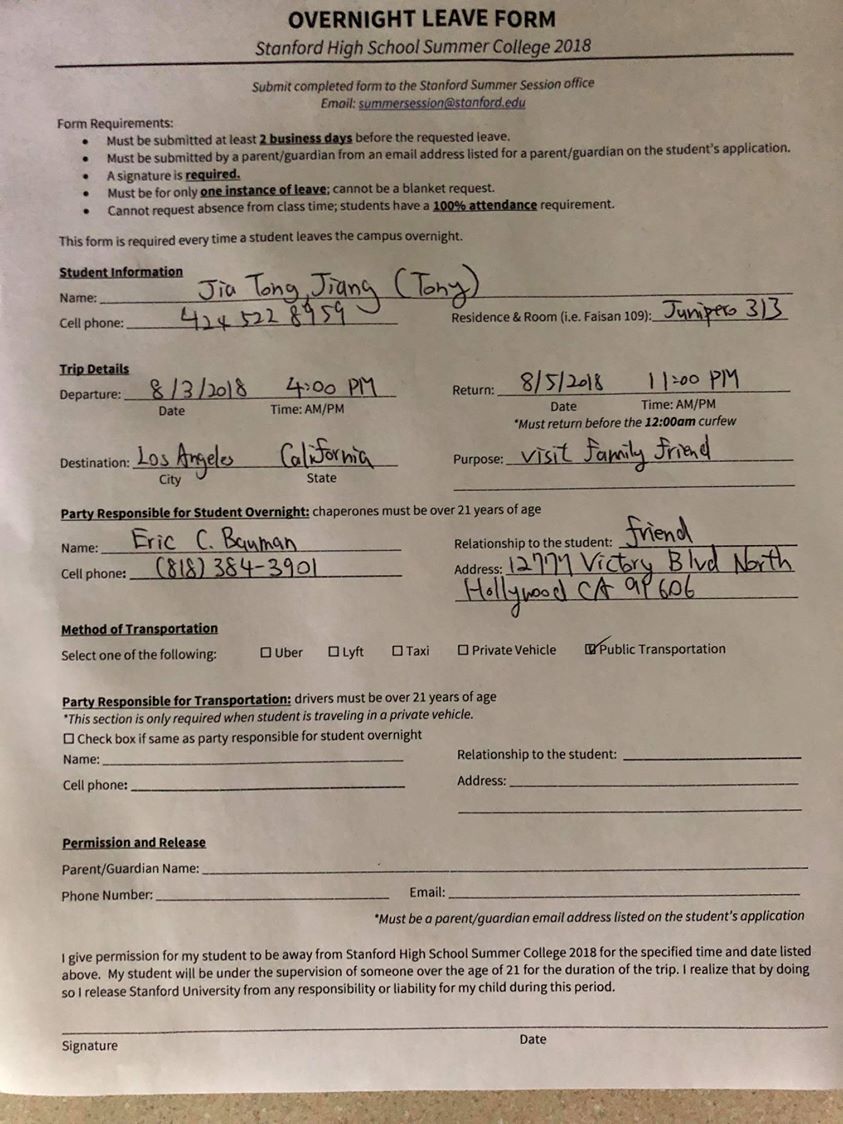 OVERNIGHT LEAVE FORM
Stanford High School Summer College 2018
Submit completed form to the Stanford Summer Session office
Email: summersession@stanford.edu
Form Requirements:
• Must be submitted at least 2 business days before the requested leave.
• Must be submitted by a parent/guardian from an email address listed for a parent/guardian on the student's application.
• A signature is required.
• Must be for only one instance of leave; cannot be a blanket request.
• Cannot request absence from class time; students have a 100% attendance requirement.
This form is required every time a student leaves the campus overnight.
Student Information
Name: Jia Tong Jiang (Tony)
Cell phone: 424 522 8959 Residence & Room (i.e. Faisan 109): Junipero 313
Trip Details
Departure: 8/3/2018 4:00 PM Return: 8/5/2018 11:00 PM
Date Time: AM/PM Date Time: AM/PM
*Must return before the 12:00am curfew
Destination: Los Angeles California Purpose: visit family friend
City State
Party Responsible for Student Overnight: chaperones must be over 21 years of age
Name: Eric C. Bauman Relationship to the student: friend
Cell phone: (818) 384-3901 Address: 12777 Victory Blvd North
Hollywood CA 91606
Method of Transportation
Select one of the following: ☐ Uber ☐ Lyft ☐ Taxi ☐ Private Vehicle ☑ Public Transportation
Party Responsible for Transportation: drivers must be over 21 years of age
*This section is only required when student is traveling in a private vehicle.
☐ Check box if same as party responsible for student overnight
Name: Relationship to the student:
Cell phone: Address:
Permission and Release
Parent/Guardian Name:
Phone Number: Email:
*Must be a parent/guardian email address listed on the student's application
I give permission for my student to be away from Stanford High School Summer College 2018 for the specified time and date listed
above. My student will be under the supervision of someone over the age of 21 for the duration of the trip. I realize that by doing
so I release Stanford University from any responsibility or liability for my child during this period.
Signature Date